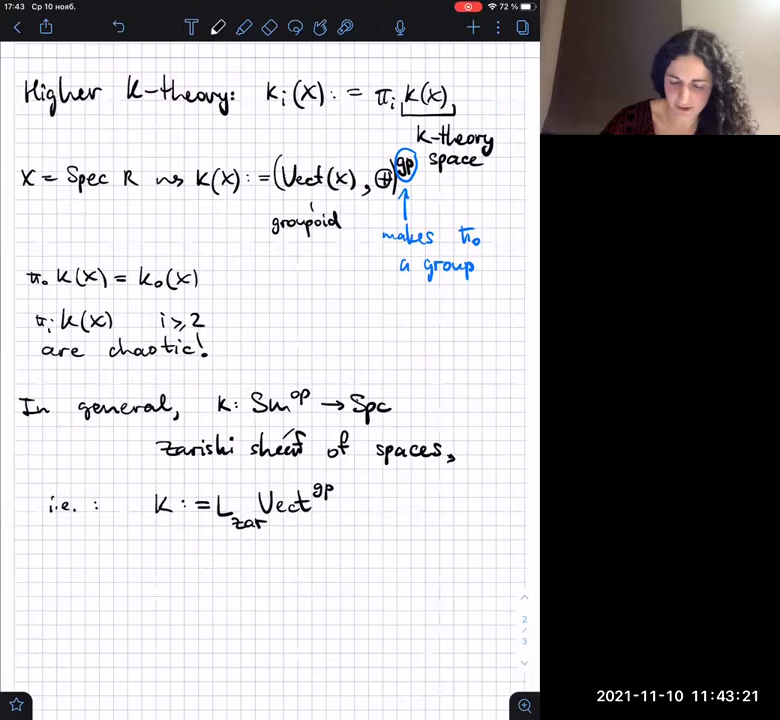 17:43 Ср 10 нояб.
72 %
Higher K-theory: K_i(X) := π_i K(X)
K-theory
space
X = Spec R ⇝ K(X) := (Vect(X), ⊕)^gp
groupoid
makes π_0
a group
π_0 K(X) = K_0(X)
π_i K(X) i ≥ 2
are chaotic!
In general, K: Sm^op → Spc
Zariski sheaf of spaces,
i.e.: K := L_Zar Vect^gp
2
/
3
2021-11-10 11:43:21